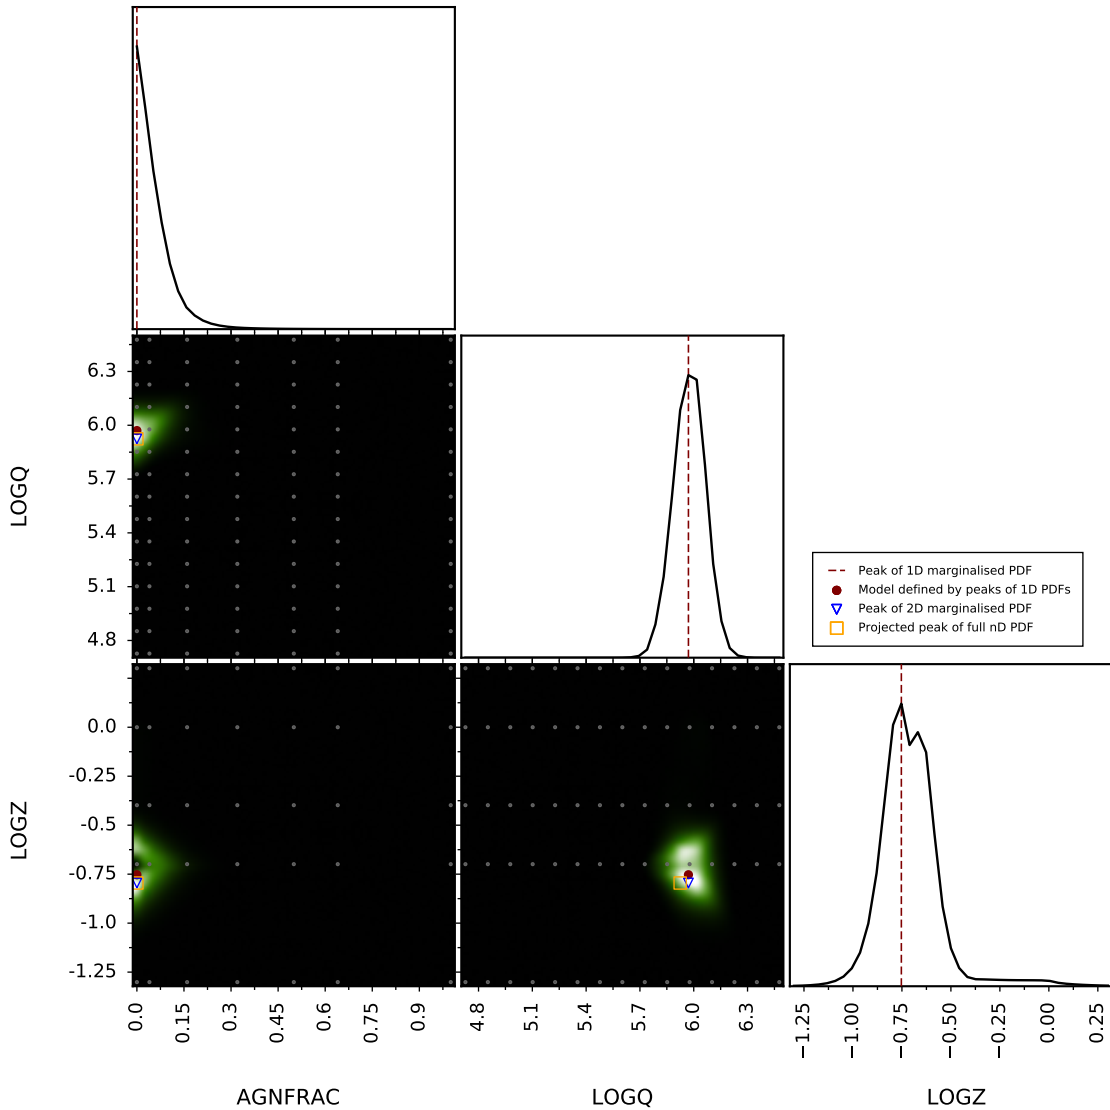 LOGQ
6.3
6.0
5.7
5.4
5.1
4.8
Peak of 1D marginalised PDF
Model defined by peaks of 1D PDFs
Peak of 2D marginalised PDF
Projected peak of full nD PDF
LOGZ
0.0
-0.25
-0.5
-0.75
-1.0
-1.25
0.0 0.15 0.3 0.45 0.6 0.75 0.9
4.8 5.1 5.4 5.7 6.0 6.3
−1.25 −1.00 −0.75 −0.50 −0.25 0.00 0.25
AGNFRAC LOGQ LOGZ